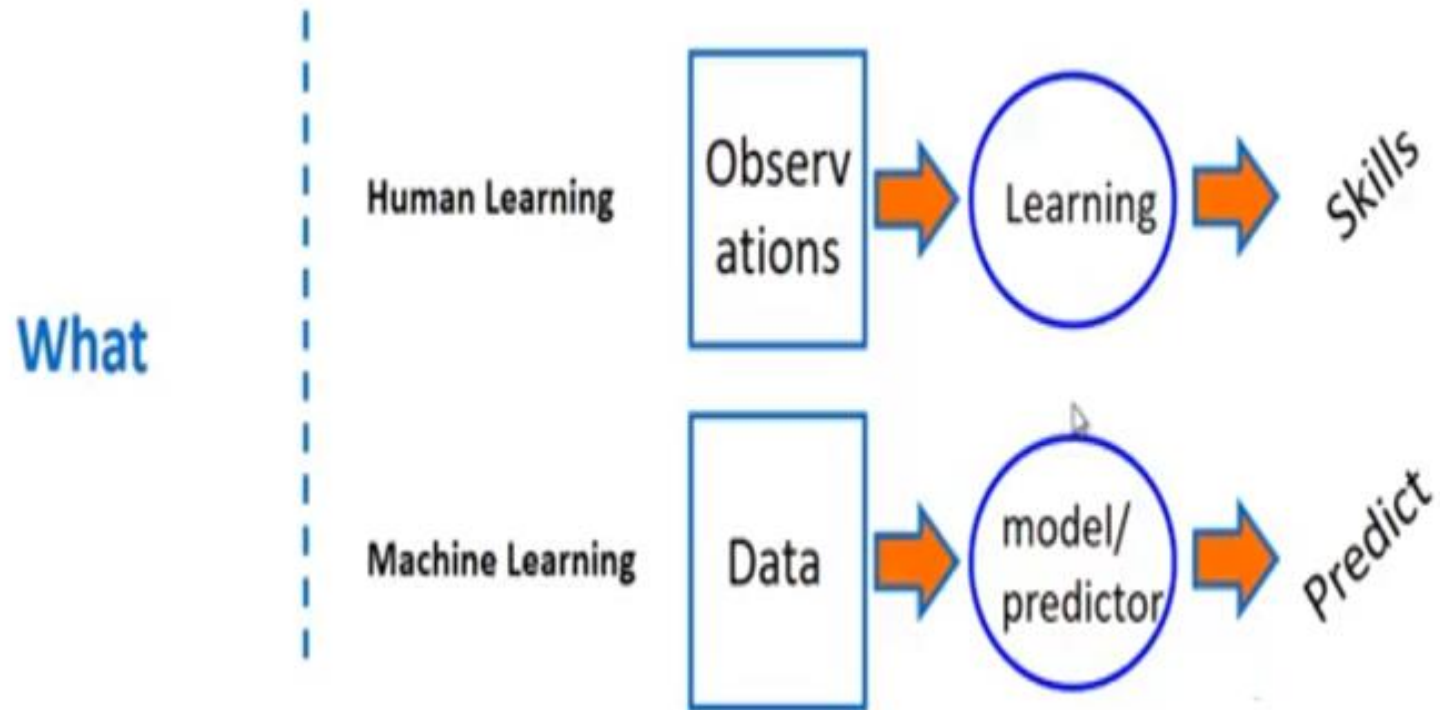 What
Human Learning
Observ
ations
Learning
Skills
Machine Learning
Data
model/
predictor
Predict